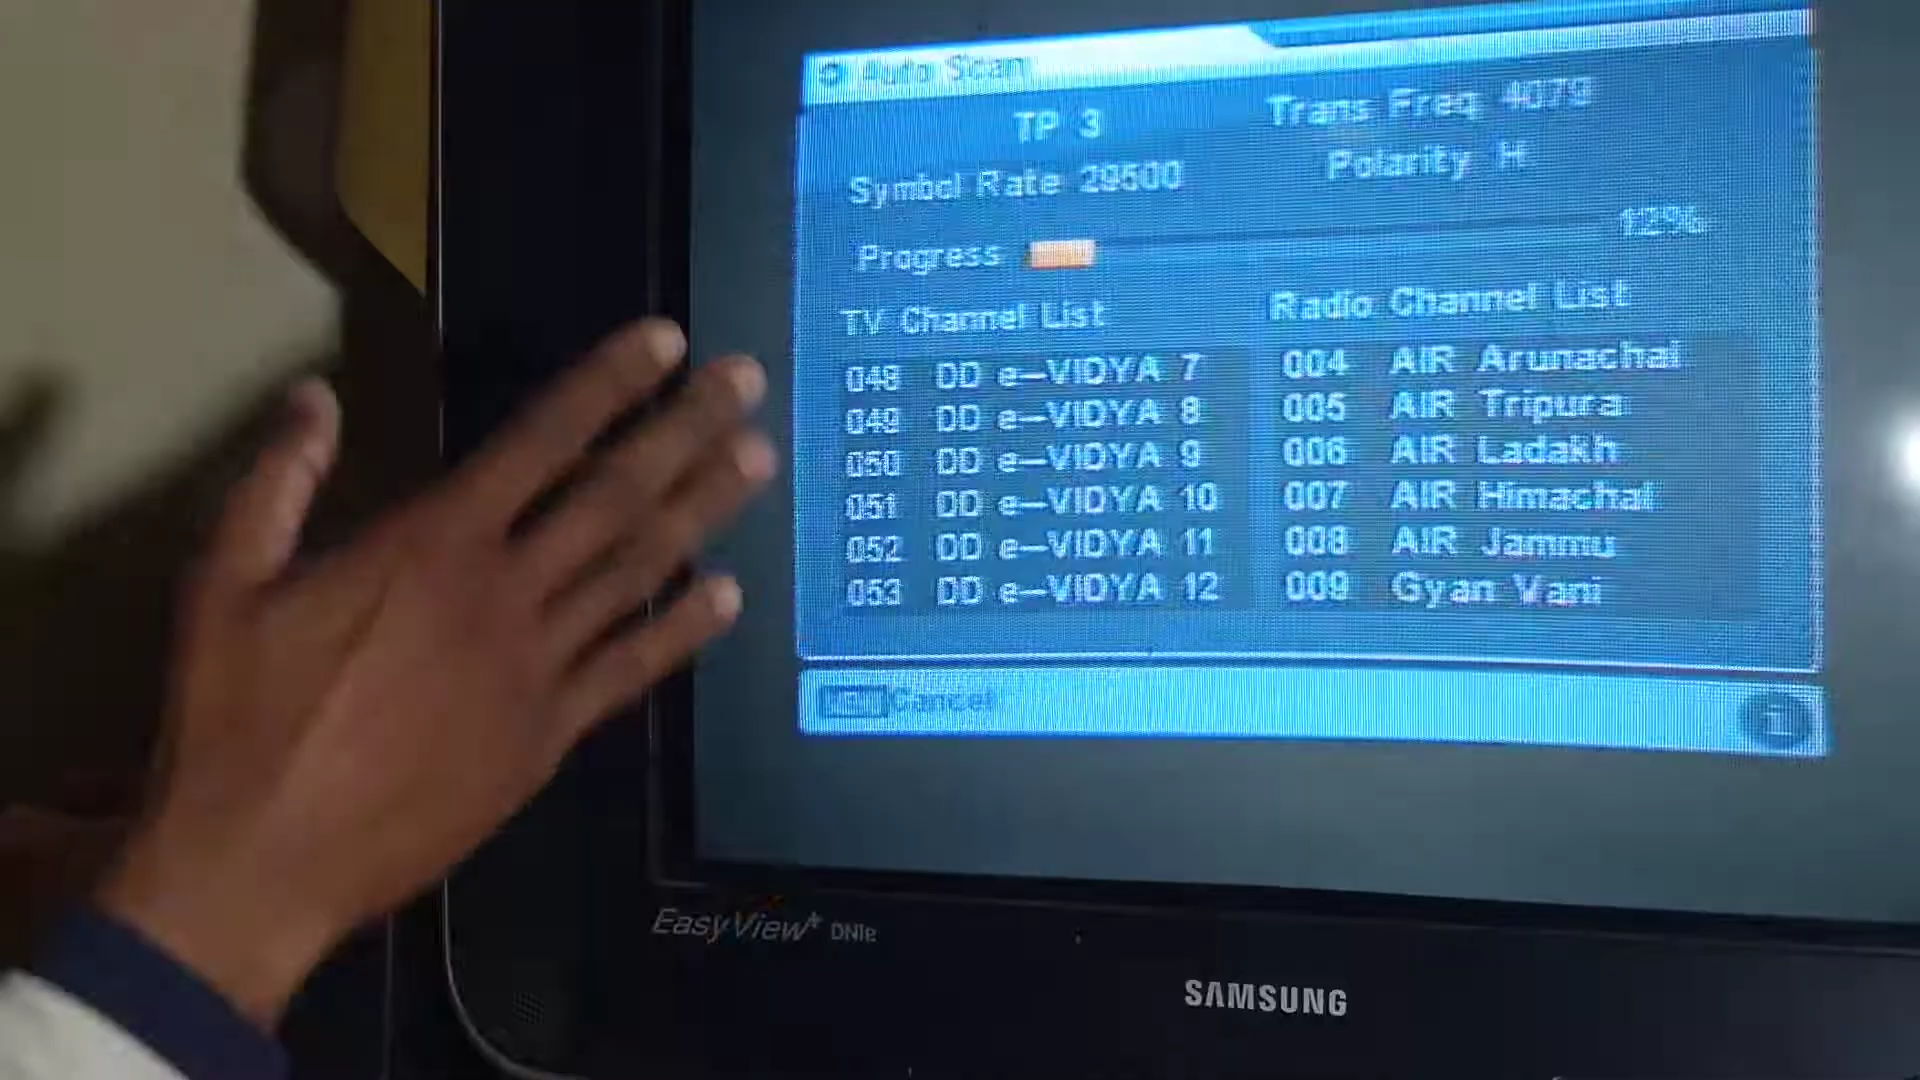 Auto Scan
TP 3
Trans Freq 4079
Symbol Rate 29500
Polarity H
Progress
12%
TV Channel List
Radio Channel List
048 DD e-VIDYA 7
049 DD e-VIDYA 8
050 DD e-VIDYA 9
051 DD e-VIDYA 10
052 DD e-VIDYA 11
053 DD e-VIDYA 12
004 AIR Arunachal
005 AIR Tripura
006 AIR Ladakh
007 AIR Himachal
008 AIR Jammu
009 Gyan Vani
Cancel
EasyView DNIe
SAMSUNG